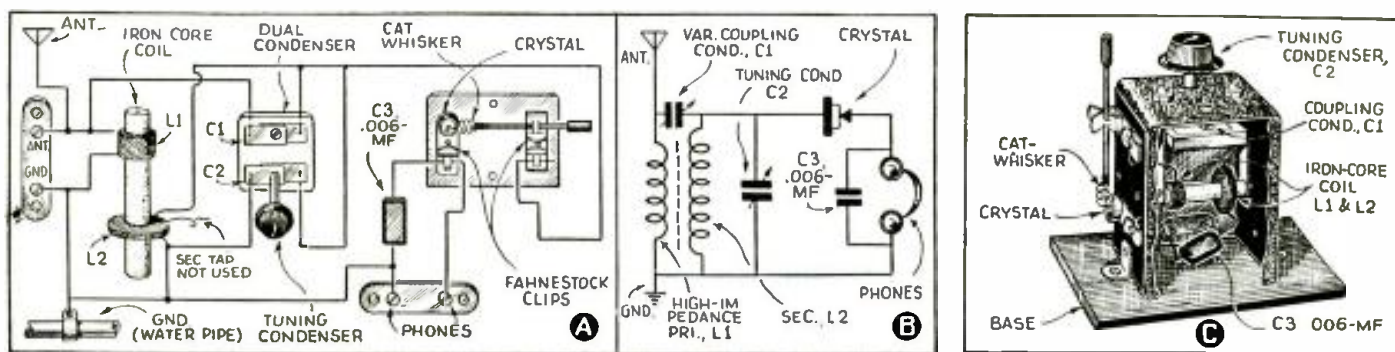 ANT.
IRON CORE
COIL
DUAL
CONDENSER
CAT
WHISKER
CRYSTAL
C3
.006-
MF
L1
C1
C2
ANT.
GND
L2
SEC TAP
NOT USED
FAHNESTOCK
CLIPS
GND
(WATER PIPE)
TUNING
CONDENSER
PHONES
A
ANT.
VAR. COUPLING
COND., C1
CRYSTAL
TUNING COND
C2
C3,
.006-
MF
PHONES
GND.
HIGH-IM
PEDANCE
PRI., L1
SEC., L2
B
TUNING
CONDENSER,
C2
COUPLING
COND., C1
CAT-
WHISKER
IRON-CORE
COIL
L1 & L2
CRYSTAL
BASE
C3 006-MF
C